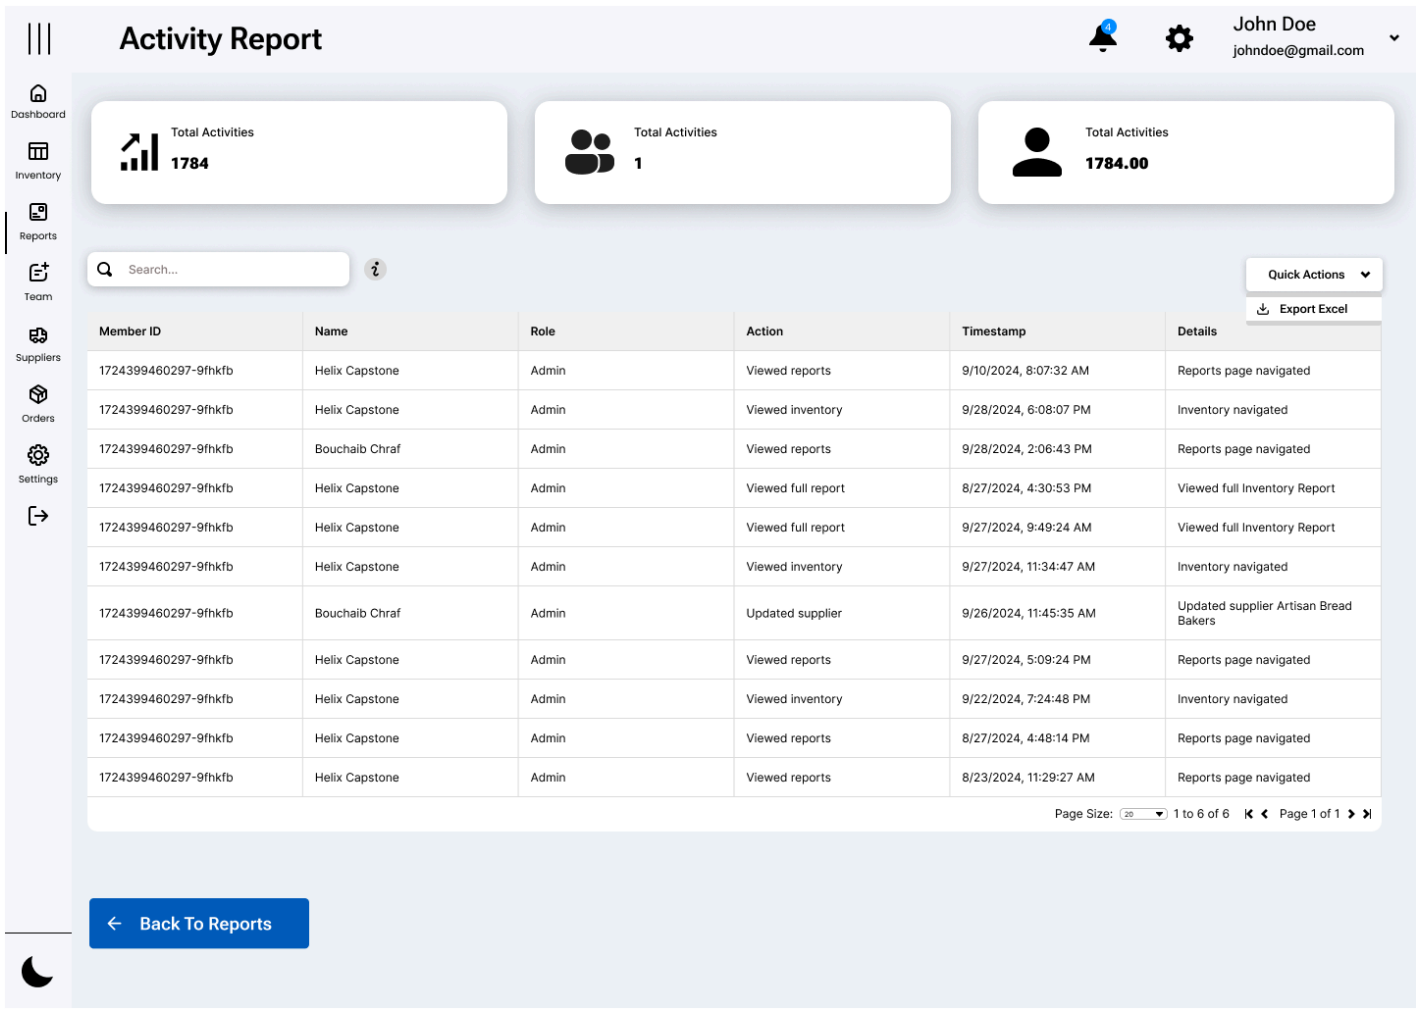 Activity Report
4
John Doe
johndoe@gmail.com
Dashboard
Inventory
Reports
Team
Suppliers
Orders
Settings
Total Activities
1784
Total Activities
1
Total Activities
1784.00
Search...
i
Quick Actions
Export Excel
Member ID Name Role Action Timestamp Details
1724399460297-9fhkfb Helix Capstone Admin Viewed reports 9/10/2024, 8:07:32 AM Reports page navigated
1724399460297-9fhkfb Helix Capstone Admin Viewed inventory 9/28/2024, 6:08:07 PM Inventory navigated
1724399460297-9fhkfb Bouchaib Chraf Admin Viewed reports 9/28/2024, 2:06:43 PM Reports page navigated
1724399460297-9fhkfb Helix Capstone Admin Viewed full report 8/27/2024, 4:30:53 PM Viewed full Inventory Report
1724399460297-9fhkfb Helix Capstone Admin Viewed full report 9/27/2024, 9:49:24 AM Viewed full Inventory Report
1724399460297-9fhkfb Helix Capstone Admin Viewed inventory 9/27/2024, 11:34:47 AM Inventory navigated
1724399460297-9fhkfb Bouchaib Chraf Admin Updated supplier 9/26/2024, 11:45:35 AM Updated supplier Artisan Bread
Bakers
1724399460297-9fhkfb Helix Capstone Admin Viewed reports 9/27/2024, 5:09:24 PM Reports page navigated
1724399460297-9fhkfb Helix Capstone Admin Viewed inventory 9/22/2024, 7:24:48 PM Inventory navigated
1724399460297-9fhkfb Helix Capstone Admin Viewed reports 8/27/2024, 4:48:14 PM Reports page navigated
1724399460297-9fhkfb Helix Capstone Admin Viewed reports 8/23/2024, 11:29:27 AM Reports page navigated
Page Size: 20 1 to 6 of 6 Page 1 of 1
Back To Reports